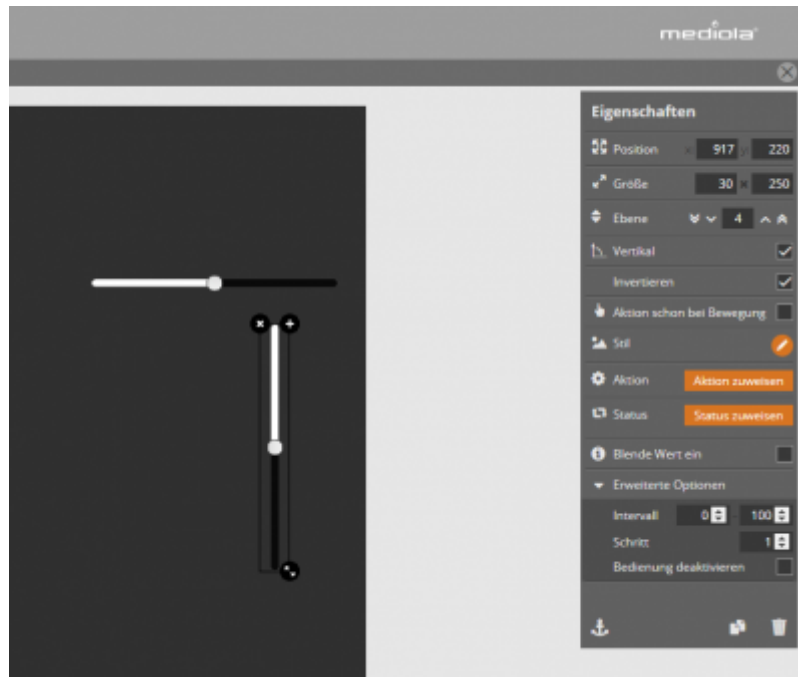 mediola
Eigenschaften
Position x 917 y 220
Größe 30 × 250
Ebene 4
Vertikal
Invertieren
Aktion schon bei Bewegung
Stil
Aktion Aktion zuweisen
Status Status zuweisen
Blende Wert ein
Erweiterte Optionen
Intervall 0 - 100
Schritt 1
Bedienung deaktivieren